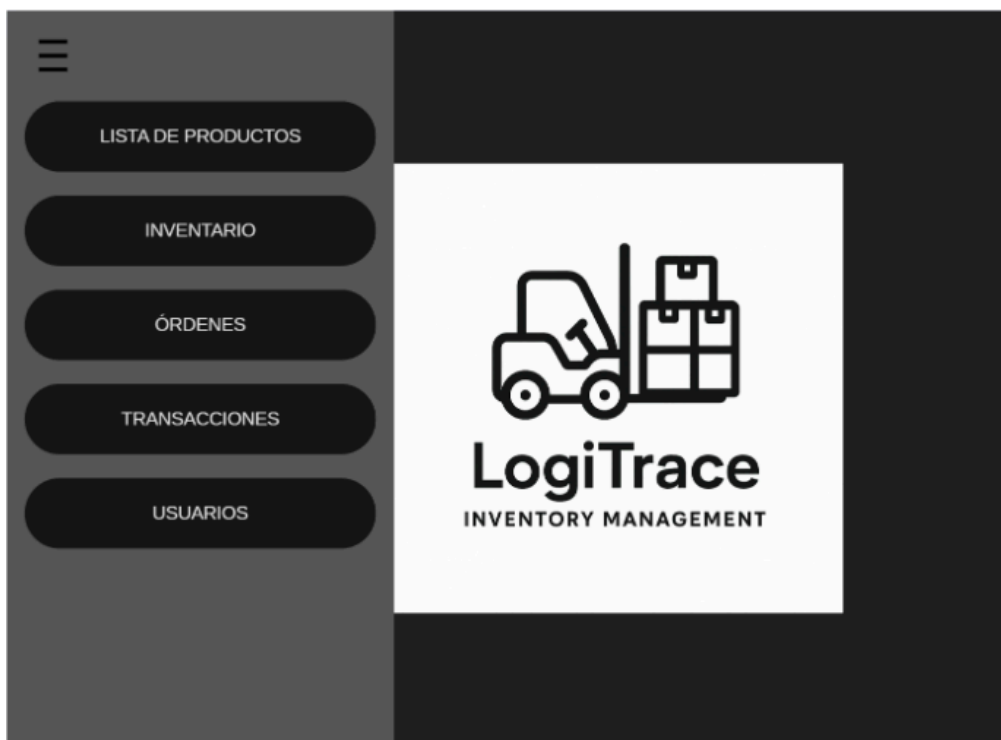 LISTA DE PRODUCTOS
INVENTARIO
ÓRDENES
TRANSACCIONES
USUARIOS
LogiTrace
INVENTORY MANAGEMENT